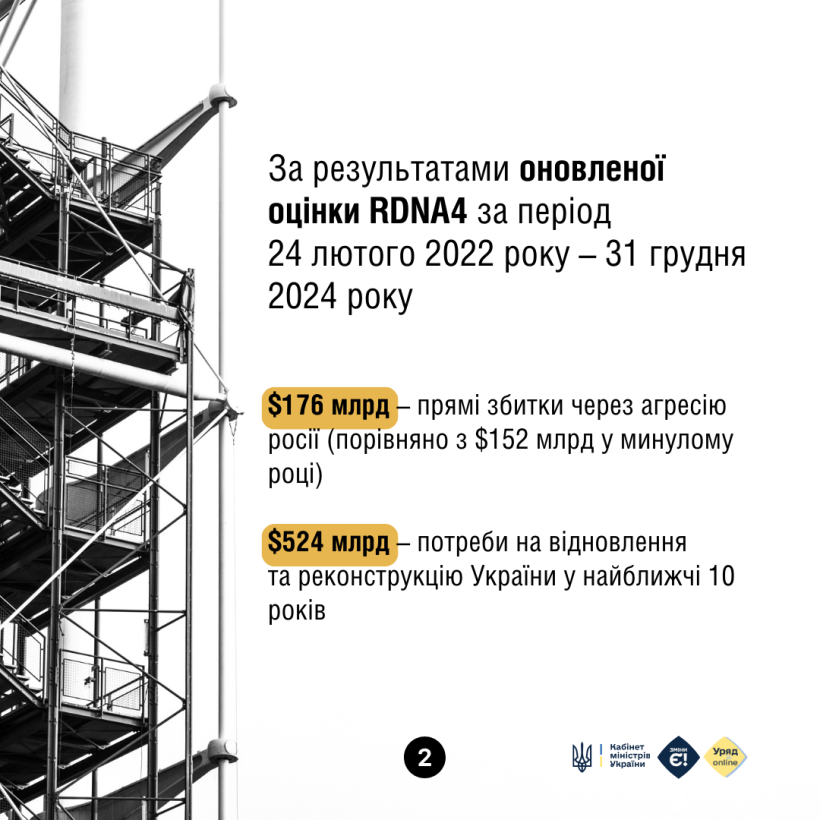 За результатами оновленої
оцінки RDNA4 за період
24 лютого 2022 року – 31 грудня
2024 року
$176 млрд – прямі збитки через агресію
росії (порівняно з $152 млрд у минулому
році)
$524 млрд – потреби на відновлення
та реконструкцію України у найближчі 10
років
2
Кабінет
міністрів
України
ЗМІНИ
Є!
Уряд
online